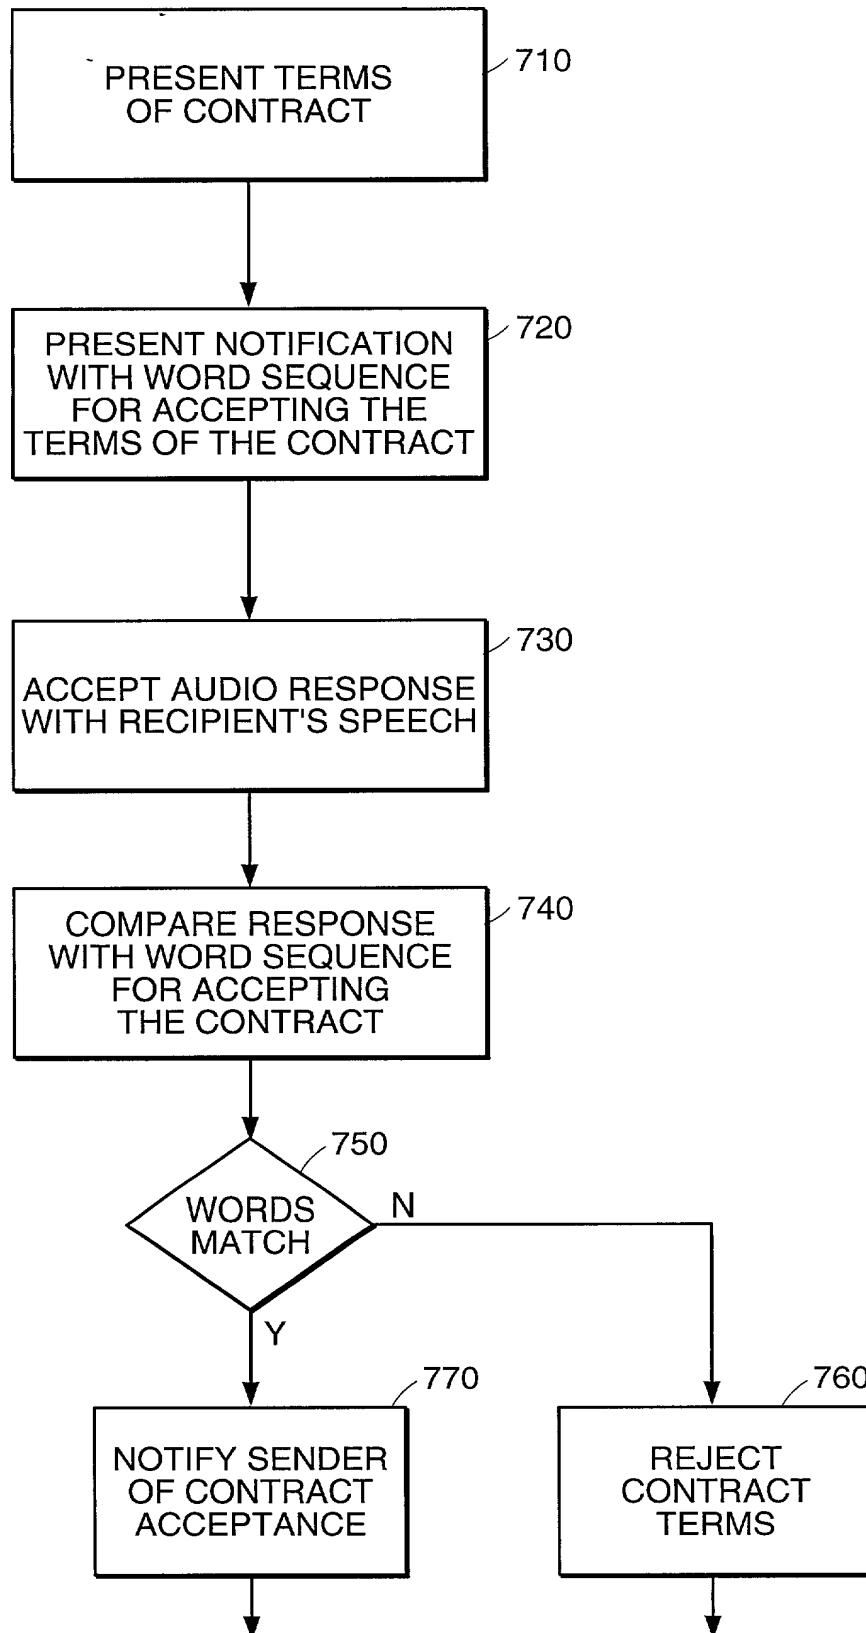 PRESENT TERMS
OF CONTRACT
710
PRESENT NOTIFICATION
WITH WORD SEQUENCE
FOR ACCEPTING THE
TERMS OF THE CONTRACT
720
ACCEPT AUDIO RESPONSE
WITH RECIPIENT'S SPEECH
730
COMPARE RESPONSE
WITH WORD SEQUENCE
FOR ACCEPTING
THE CONTRACT
740
750
WORDS
MATCH
N
Y
770
NOTIFY SENDER
OF CONTRACT
ACCEPTANCE
760
REJECT
CONTRACT
TERMS